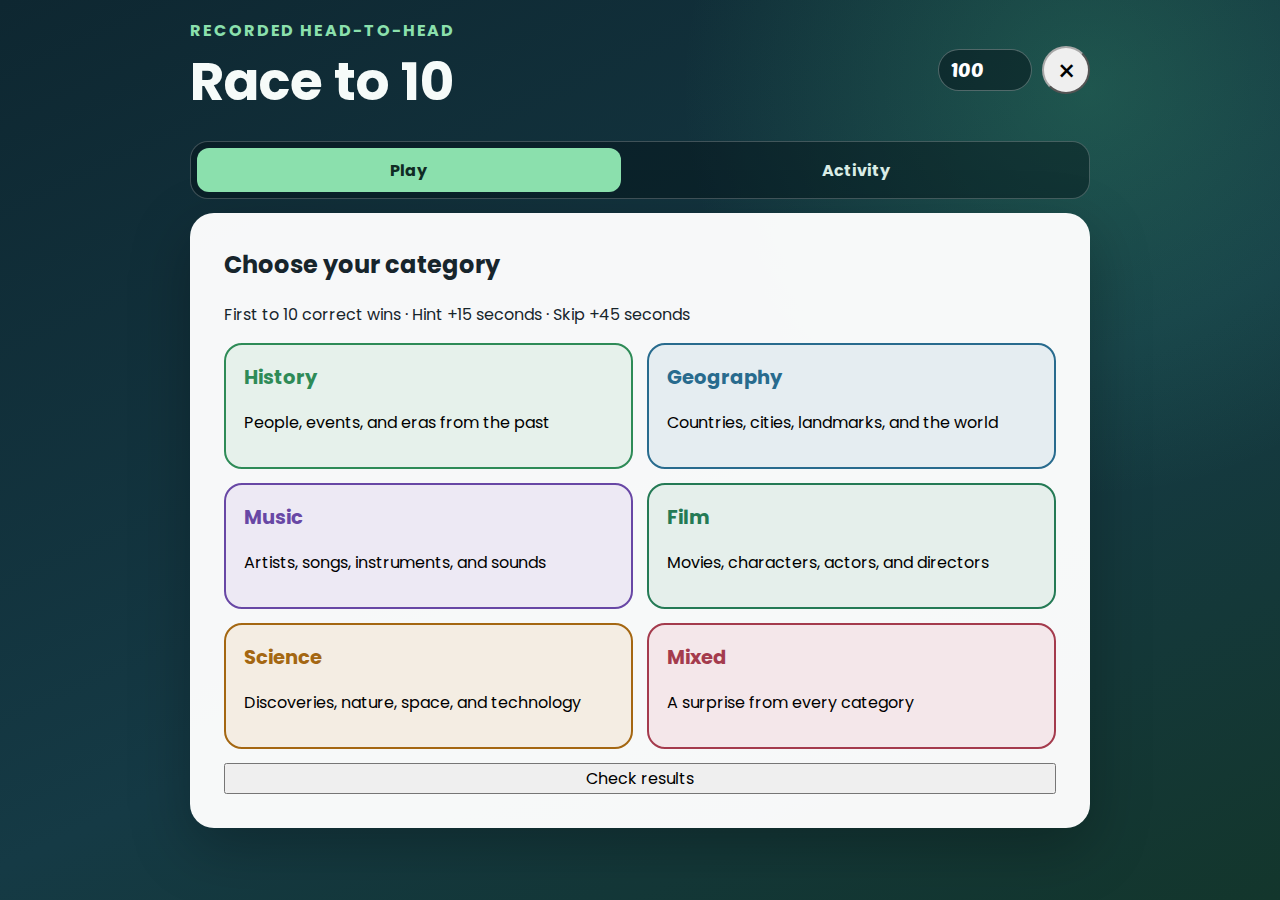 RECORDED HEAD-TO-HEAD
Race to 10
100
×
Play
Activity
Choose your category
First to 10 correct wins · Hint +15 seconds · Skip +45 seconds
History
People, events, and eras from the past
Geography
Countries, cities, landmarks, and the world
Music
Artists, songs, instruments, and sounds
Film
Movies, characters, actors, and directors
Science
Discoveries, nature, space, and technology
Mixed
A surprise from every category
Check results